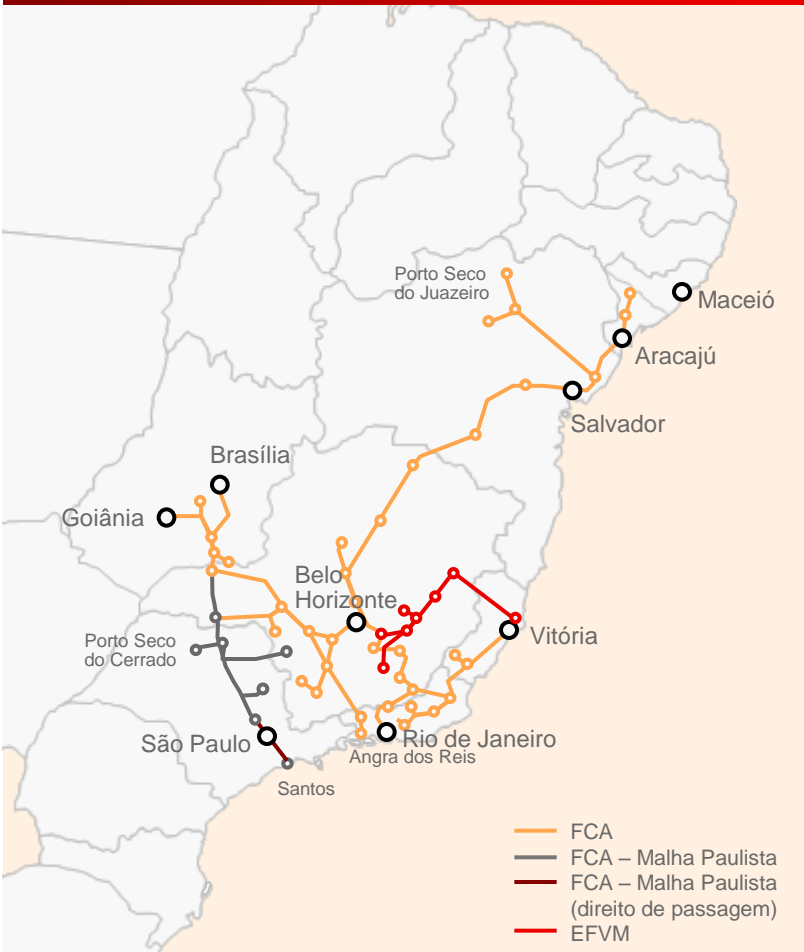 Porto Seco
do Juazeiro
Maceió
Aracajú
Salvador
Brasília
Goiânia
Belo
Horizonte
Vitória
Porto Seco
do Cerrado
São Paulo
Rio de Janeiro
Angra dos Reis
Santos
FCA
FCA – Malha Paulista
FCA – Malha Paulista
(direito de passagem)
EFVM